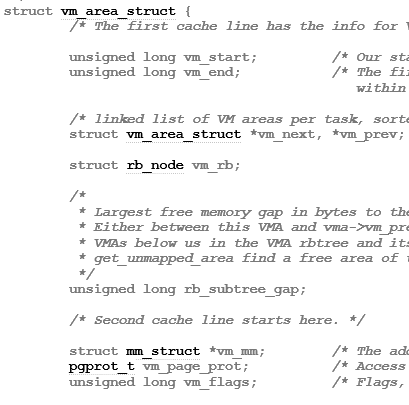 struct vm_area_struct {
/* The first cache line has the info for V
unsigned long vm_start; /* Our sta
unsigned long vm_end; /* The fi
within
/* linked list of VM areas per task, sorte
struct vm_area_struct *vm_next, *vm_prev;
struct rb_node vm_rb;
/*
* Largest free memory gap in bytes to the
* Either between this VMA and vma->vm_pre
* VMAs below us in the VMA rbtree and its
* get_unmapped_area find a free area of t
*/
unsigned long rb_subtree_gap;
/* Second cache line starts here. */
struct mm_struct *vm_mm; /* The add
pgprot_t vm_page_prot; /* Access
unsigned long vm_flags; /* Flags,